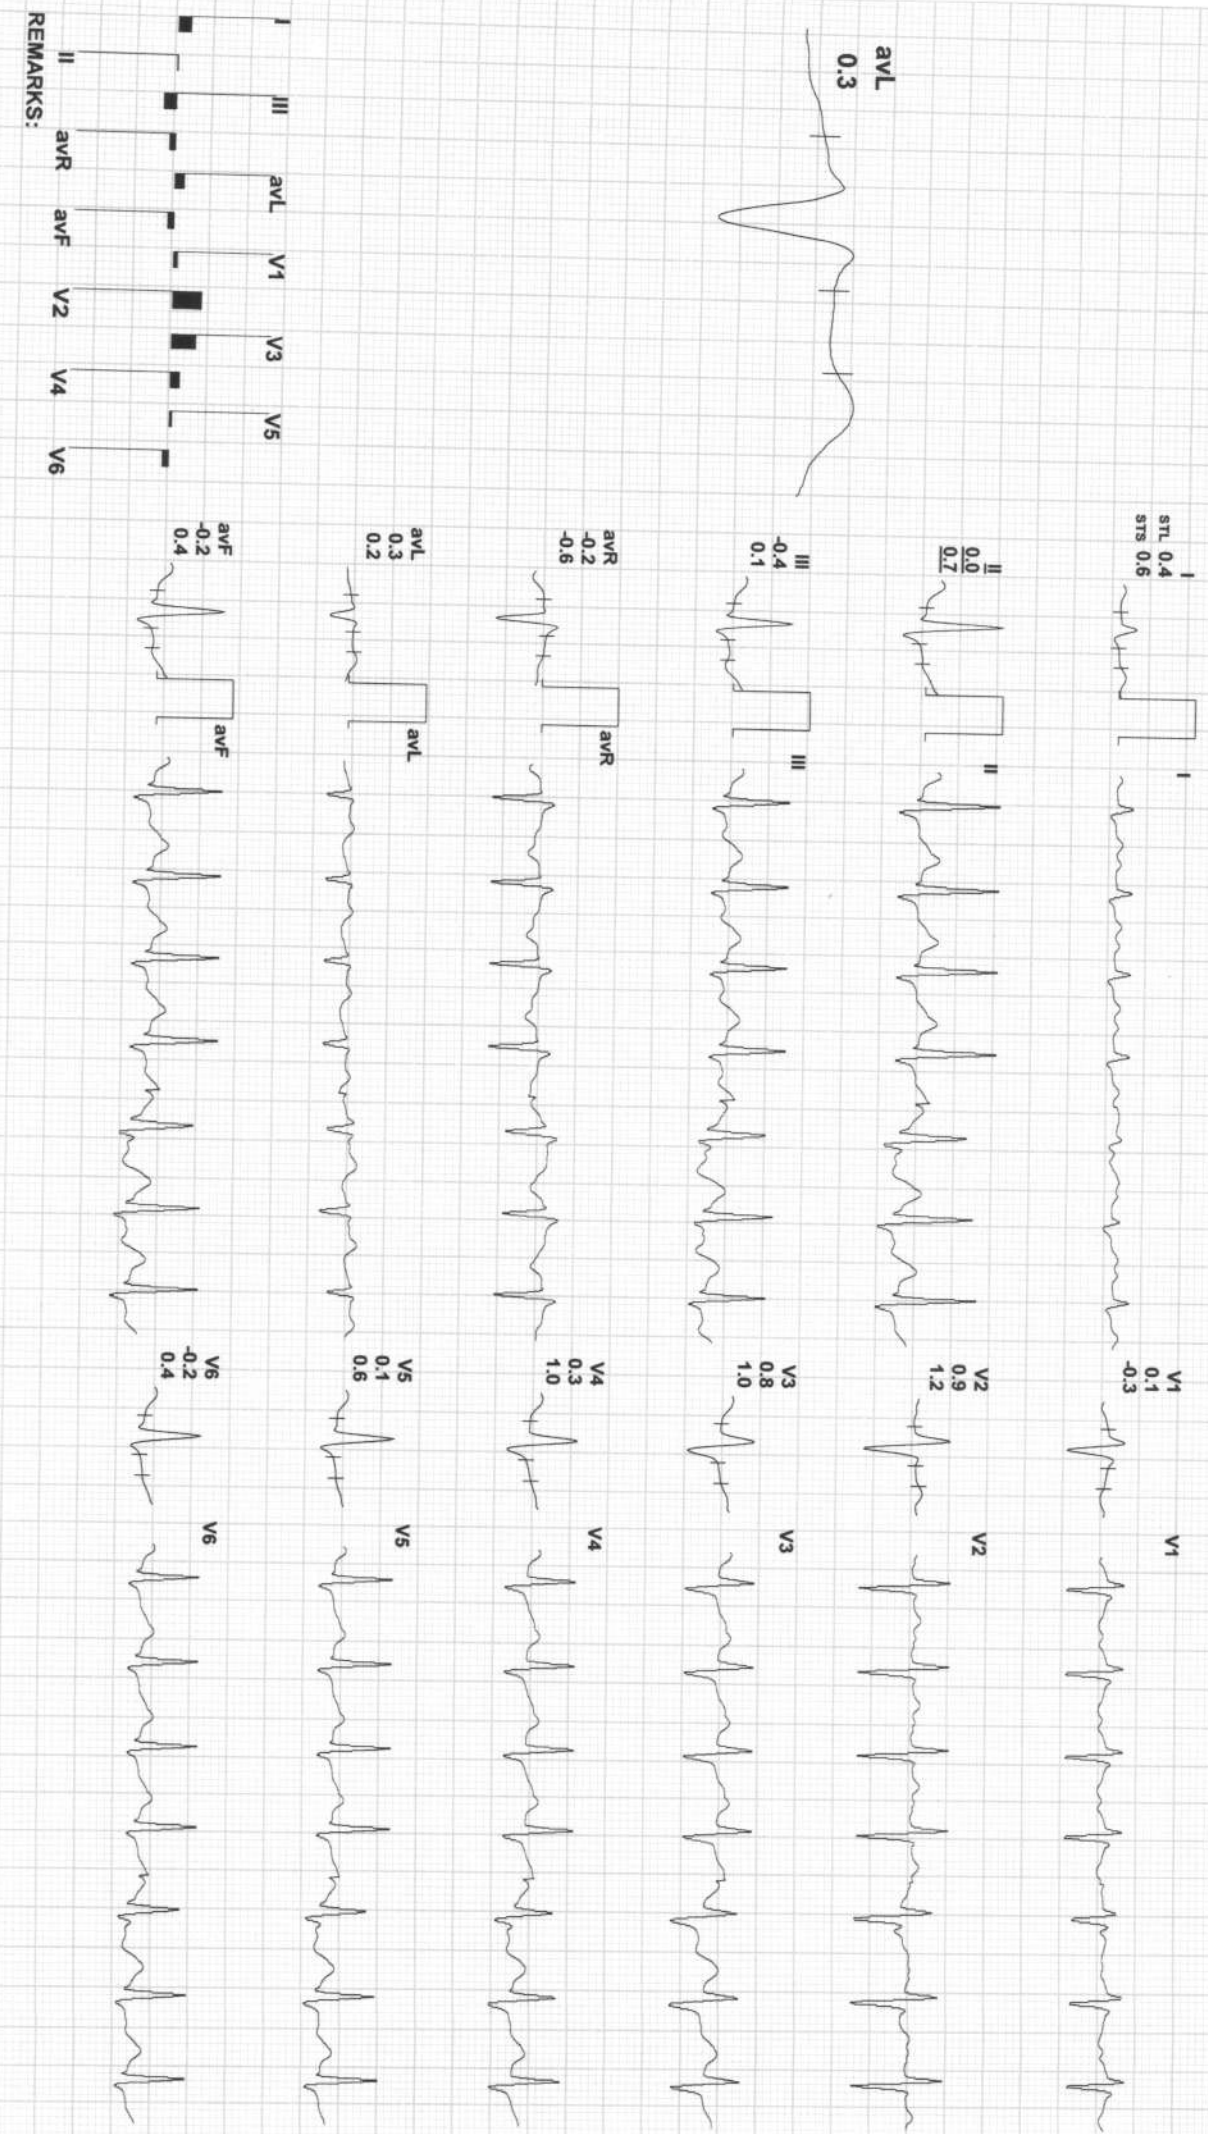 avL
0.3
I III avL V1 V3 V5
II avR avF V2 V4 V6
REMARKS:
I
STL 0.4
STS 0.6
I
II
0.0
0.7
II
III
-0.4
0.1
III
avR
-0.2
-0.6
avR
avL
0.3
0.2
avL
avF
-0.2
0.4
avF
V1
0.1
-0.3
V1
V2
0.9
1.2
V2
V3
0.8
1.0
V3
V4
0.3
1.0
V4
V5
0.1
0.6
V5
V6
-0.2
0.4
V6